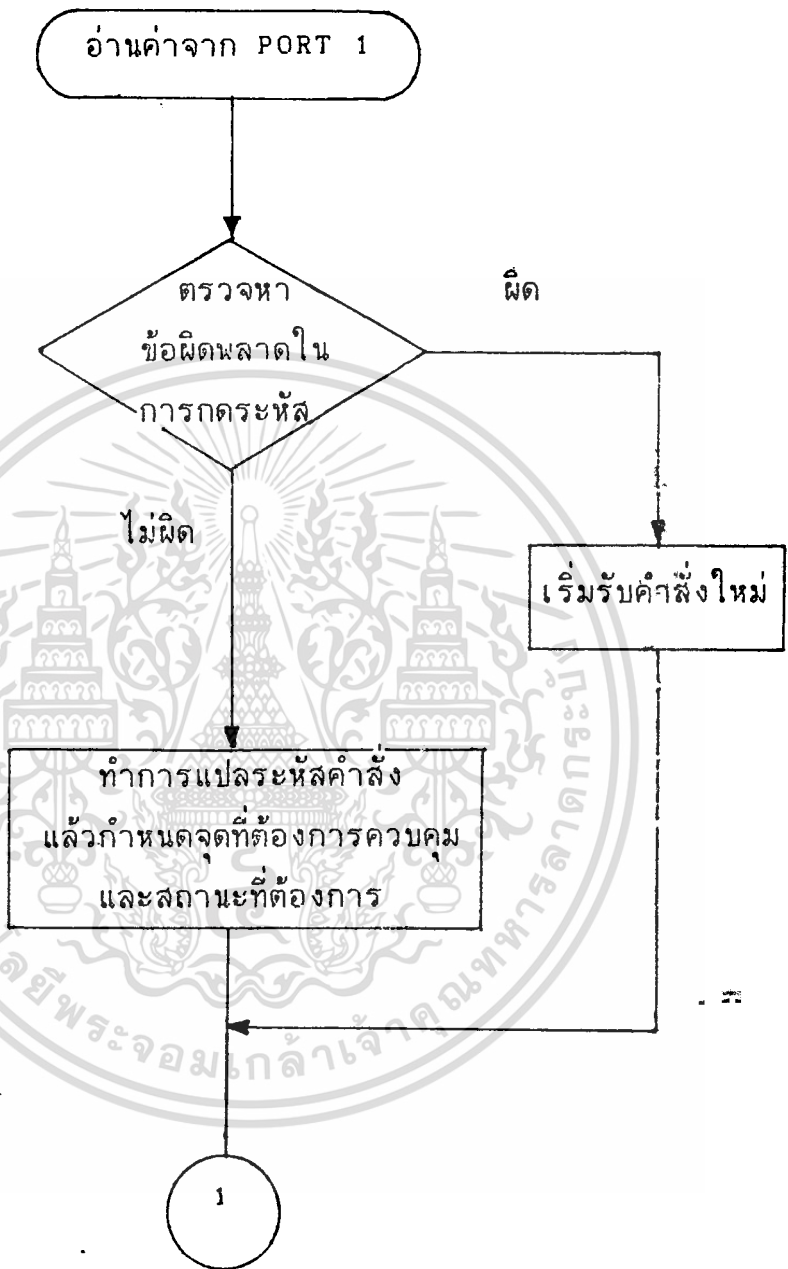 อ่านค่าจาก PORT 1
ตรวจหา
ข้อผิดพลาดใน
การกดระหัส
ผิด
ไม่ผิด
เริ่มรับคำสั่งใหม่
ทำการแปลระหัสคำสั่ง
แล้วกำหนดจุดที่ต้องการควบคุม
และสถานะที่ต้องการ
1